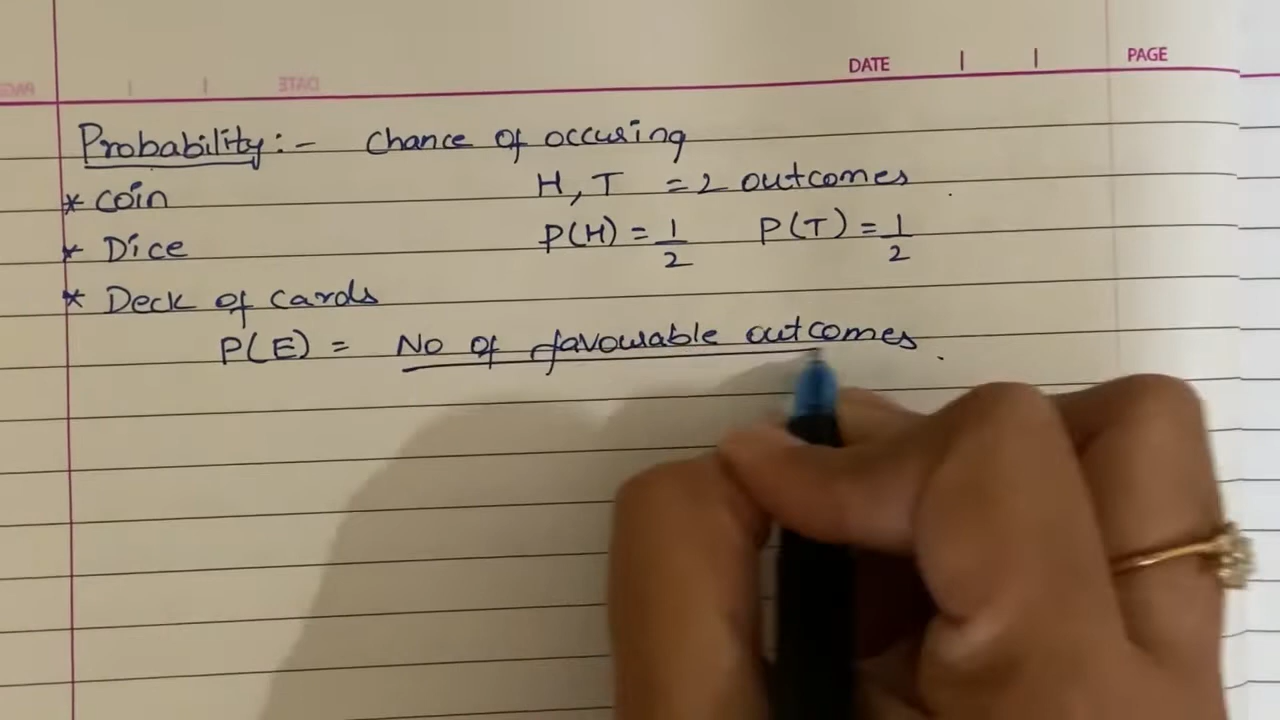 DATE | | PAGE
Probability:- Chance of occuring
* coin H, T = 2 outcomes
* Dice P(H) = 1/2 P(T) = 1/2
* Deck of cards
P(E) = No of favourable outcomes